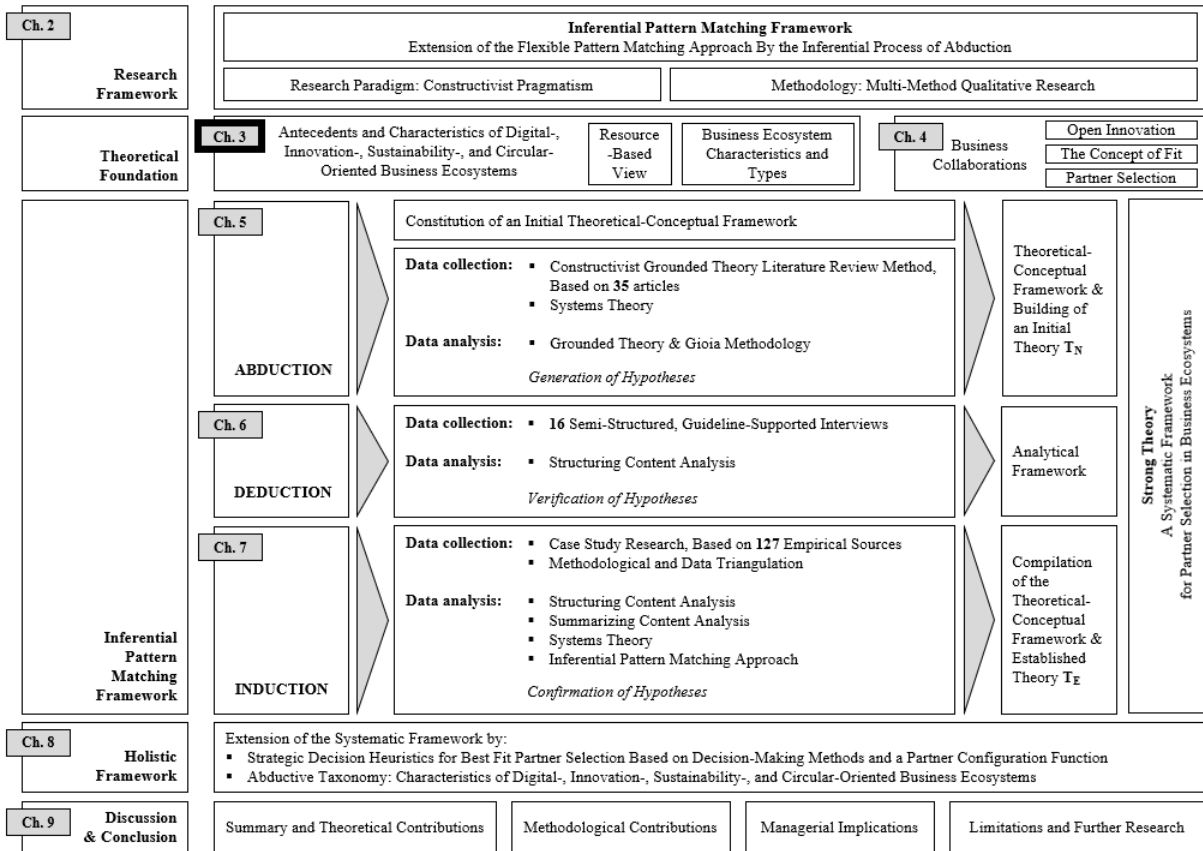 Ch. 2
Research
Framework
Inferential Pattern Matching Framework
Extension of the Flexible Pattern Matching Approach By the Inferential Process of Abduction
Research Paradigm: Constructivist Pragmatism
Methodology: Multi-Method Qualitative Research
Theoretical
Foundation
Ch. 3
Antecedents and Characteristics of Digital-,
Innovation-, Sustainability-, and Circular-
Oriented Business Ecosystems
Resource
-Based
View
Business Ecosystem
Characteristics and
Types
Ch. 4
Business
Collaborations
Open Innovation
The Concept of Fit
Partner Selection
Inferential
Pattern
Matching
Framework
Ch. 5
ABDUCTION
Constitution of an Initial Theoretical-Conceptual Framework
Data collection:
▪ Constructivist Grounded Theory Literature Review Method,
Based on 35 articles
▪ Systems Theory
Data analysis:
▪ Grounded Theory & Gioia Methodology
Generation of Hypotheses
Theoretical-
Conceptual
Framework &
Building of
an Initial
Theory T_N
Ch. 6
DEDUCTION
Data collection:
▪ 16 Semi-Structured, Guideline-Supported Interviews
Data analysis:
▪ Structuring Content Analysis
Verification of Hypotheses
Analytical
Framework
Ch. 7
INDUCTION
Data collection:
▪ Case Study Research, Based on 127 Empirical Sources
▪ Methodological and Data Triangulation
Data analysis:
▪ Structuring Content Analysis
▪ Summarizing Content Analysis
▪ Systems Theory
▪ Inferential Pattern Matching Approach
Confirmation of Hypotheses
Compilation
of the
Theoretical-
Conceptual
Framework &
Established
Theory T_E
Strong Theory
A Systematic Framework
for Partner Selection in Business Ecosystems
Ch. 8
Holistic
Framework
Extension of the Systematic Framework by:
▪ Strategic Decision Heuristics for Best Fit Partner Selection Based on Decision-Making Methods and a Partner Configuration Function
▪ Abductive Taxonomy: Characteristics of Digital-, Innovation-, Sustainability-, and Circular-Oriented Business Ecosystems
Ch. 9
Discussion
& Conclusion
Summary and Theoretical Contributions
Methodological Contributions
Managerial Implications
Limitations and Further Research